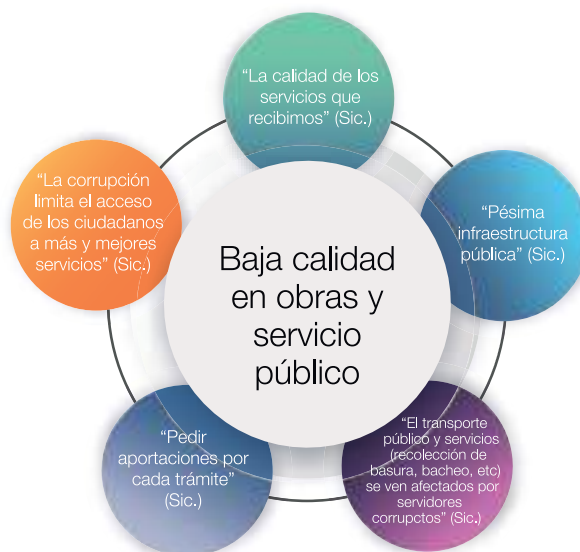 “La calidad de los
servicios que
recibimos” (Sic.)
“La corrupción
limita el acceso
de los ciudadanos
a más y mejores
servicios” (Sic.)
“Pésima
infraestructura
pública” (Sic.)
Baja calidad
en obras y
servicio
público
“Pedir
aportaciones por
cada trámite”
(Sic.)
“El transporte
público y servicios
(recolección de
basura, bacheo, etc)
se ven afectados por
servidores
corrupctos” (Sic.)